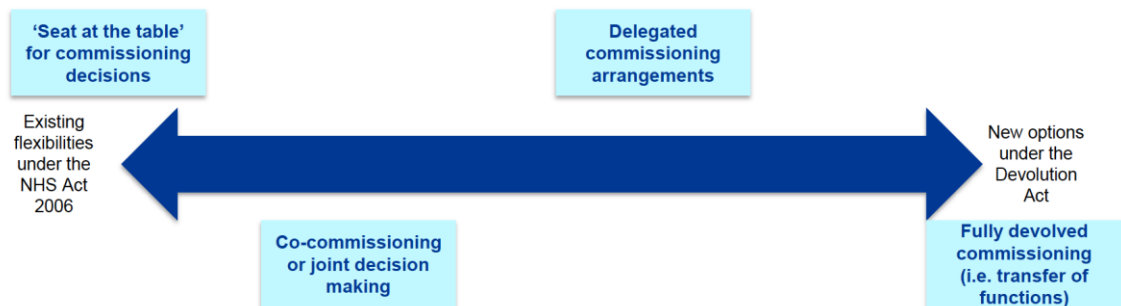 ‘Seat at the table’
for commissioning
decisions
Delegated
commissioning
arrangements
Existing
flexibilities
under the
NHS Act
2006
New options
under the
Devolution
Act
Co-commissioning
or joint decision
making
Fully devolved
commissioning
(i.e. transfer of
functions)